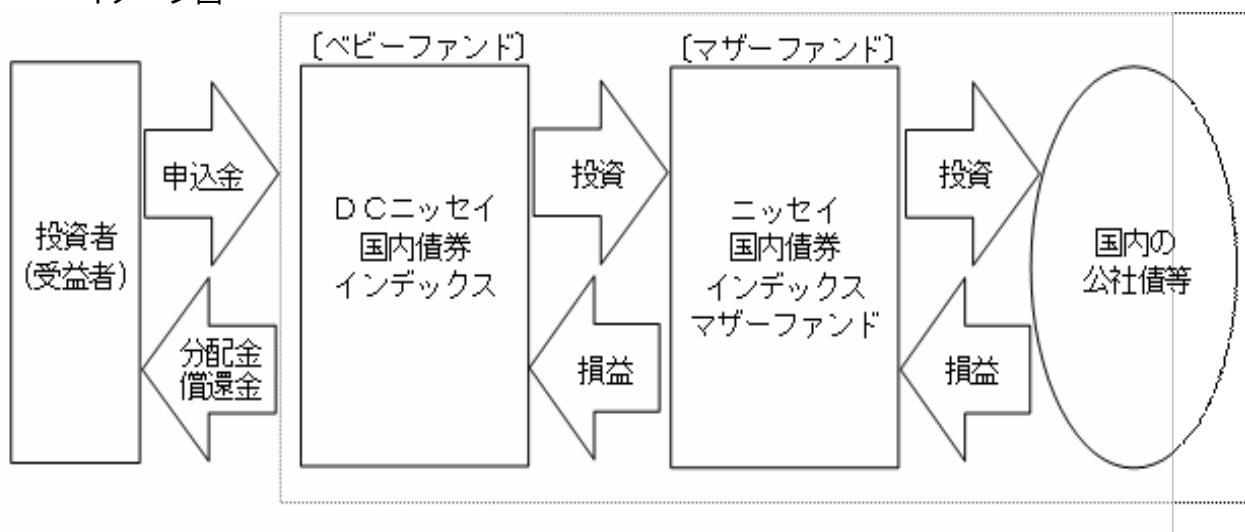 〔ベビーファンド〕
〔マザーファンド〕
投資者
(受益者)
申込金
分配金
償還金
DCニッセイ
国内債券
インデックス
投資
損益
ニッセイ
国内債券
インデックス
マザーファンド
投資
損益
国内の
公社債等